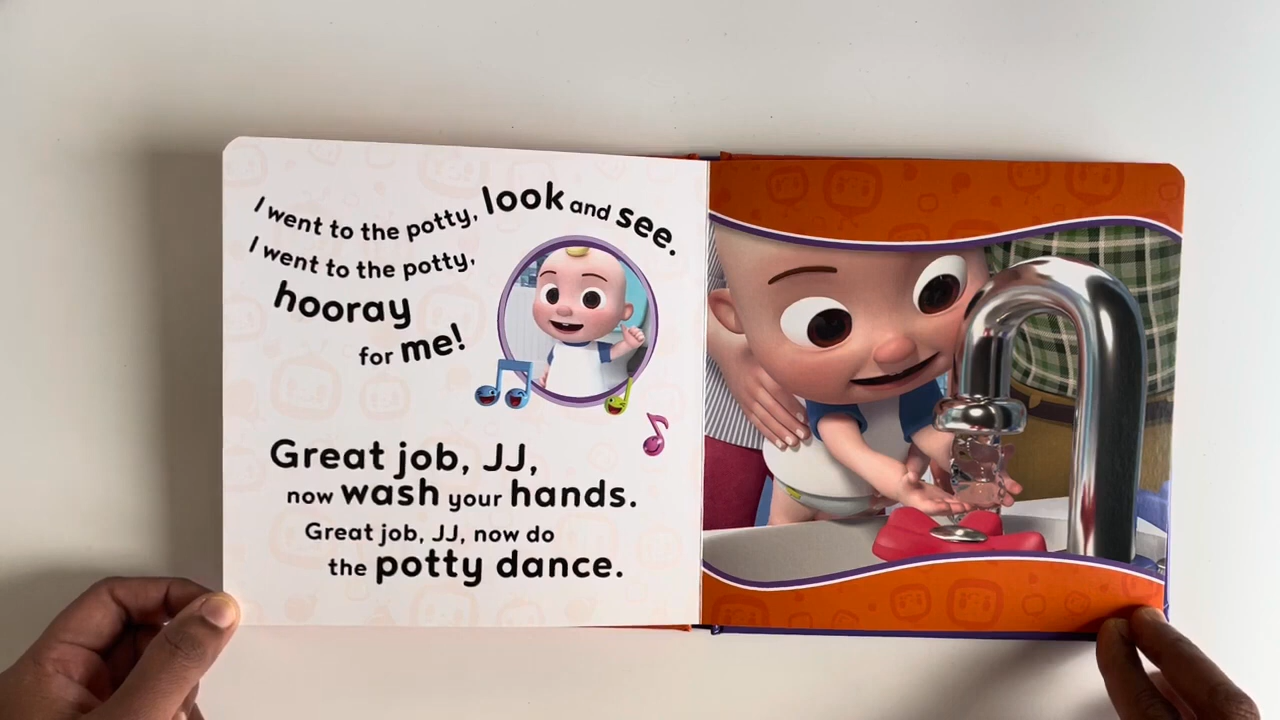 I went to the potty, look and see.
I went to the potty,
hooray
for me!
Great job, JJ,
now wash your hands.
Great job, JJ, now do
the potty dance.